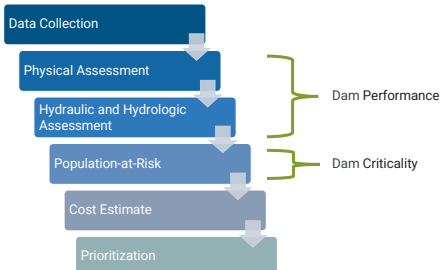 Data Collection
Physical Assessment
Dam Performance
Hydraulic and Hydrologic
Assessment
Population-at-Risk
Dam Criticality
Cost Estimate
Prioritization